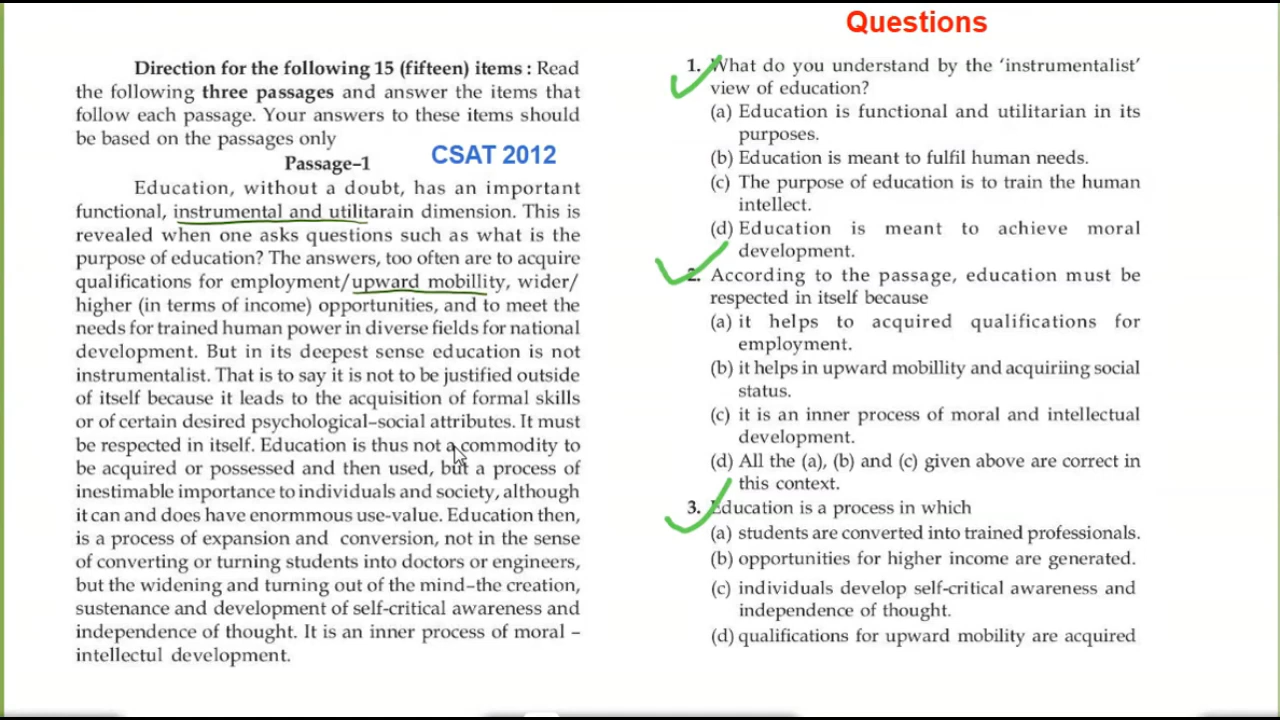 Questions
Direction for the following 15 (fifteen) items : Read
the following three passages and answer the items that
follow each passage. Your answers to these items should
be based on the passages only
Passage–1
CSAT 2012
Education, without a doubt, has an important
functional, instrumental and utilitarain dimension. This is
revealed when one asks questions such as what is the
purpose of education? The answers, too often are to acquire
qualifications for employment/upward mobillity, wider/
higher (in terms of income) opportunities, and to meet the
needs for trained human power in diverse fields for national
development. But in its deepest sense education is not
instrumentalist. That is to say it is not to be justified outside
of itself because it leads to the acquisition of formal skills
or of certain desired psychological–social attributes. It must
be respected in itself. Education is thus not a commodity to
be acquired or possessed and then used, but a process of
inestimable importance to individuals and society, although
it can and does have enormmous use-value. Education then,
is a process of expansion and conversion, not in the sense
of converting or turning students into doctors or engineers,
but the widening and turning out of the mind–the creation,
sustenance and development of self-critical awareness and
independence of thought. It is an inner process of moral –
intellectul development.
1. What do you understand by the ‘instrumentalist’
view of education?
(a) Education is functional and utilitarian in its
purposes.
(b) Education is meant to fulfil human needs.
(c) The purpose of education is to train the human
intellect.
(d) Education is meant to achieve moral
development.
2. According to the passage, education must be
respected in itself because
(a) it helps to acquired qualifications for
employment.
(b) it helps in upward mobillity and acquiriing social
status.
(c) it is an inner process of moral and intellectual
development.
(d) All the (a), (b) and (c) given above are correct in
this context.
3. Education is a process in which
(a) students are converted into trained professionals.
(b) opportunities for higher income are generated.
(c) individuals develop self-critical awareness and
independence of thought.
(d) qualifications for upward mobility are acquired